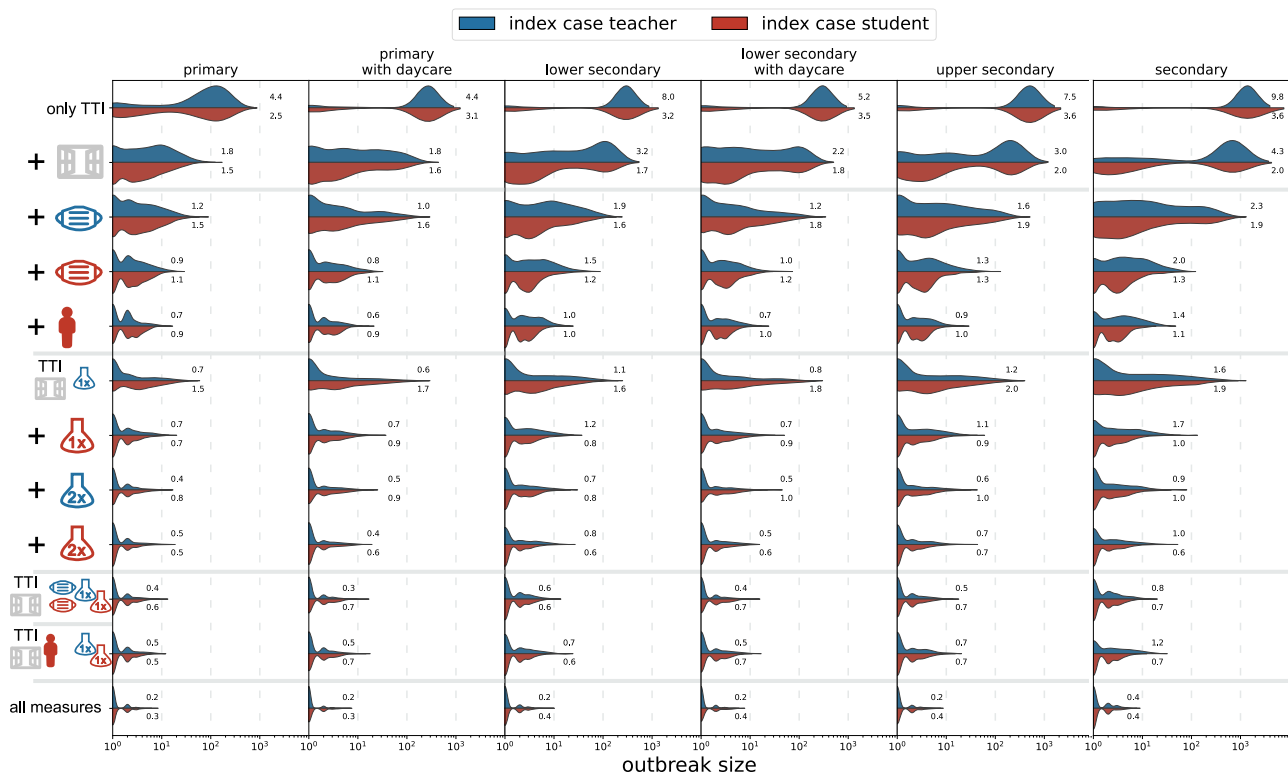 index case teacher index case student
primary primary with daycare lower secondary lower secondary with daycare upper secondary secondary
only TTI 4.4 4.4 8.0 5.2 7.5 9.8
2.5 3.1 3.2 3.5 3.6 3.6
+ 1.8 1.8 3.2 2.2 3.0 4.3
1.5 1.6 1.7 1.8 2.0 2.0
+ 1.2 1.0 1.9 1.2 1.6 2.3
1.5 1.6 1.6 1.8 1.9 1.9
+ 0.9 0.8 1.5 1.0 1.3 2.0
1.1 1.1 1.2 1.2 1.3 1.3
+ 0.7 0.6 1.0 0.7 0.9 1.4
0.9 0.9 1.0 1.0 1.0 1.1
TTI 1x 0.7 0.6 1.1 0.8 1.2 1.6
1.5 1.7 1.6 1.8 2.0 1.9
+ 1x 0.7 0.7 1.2 0.7 1.1 1.7
0.7 0.9 0.8 0.9 0.9 1.0
+ 2x 0.4 0.5 0.7 0.5 0.6 0.9
0.8 0.9 0.8 1.0 1.0 1.0
+ 2x 0.5 0.4 0.8 0.5 0.7 1.0
0.5 0.6 0.6 0.6 0.7 0.6
TTI 1x 1x 0.4 0.3 0.6 0.4 0.5 0.8
0.6 0.7 0.6 0.7 0.7 0.7
TTI 1x 1x 0.5 0.5 0.7 0.5 0.7 1.2
0.5 0.7 0.6 0.7 0.7 0.7
all measures 0.2 0.2 0.2 0.2 0.2 0.4
0.3 0.3 0.4 0.4 0.4 0.4
10⁰ 10¹ 10² 10³ 10⁰ 10¹ 10² 10³ 10⁰ 10¹ 10² 10³ 10⁰ 10¹ 10² 10³ 10⁰ 10¹ 10² 10³ 10⁰ 10¹ 10² 10³
outbreak size